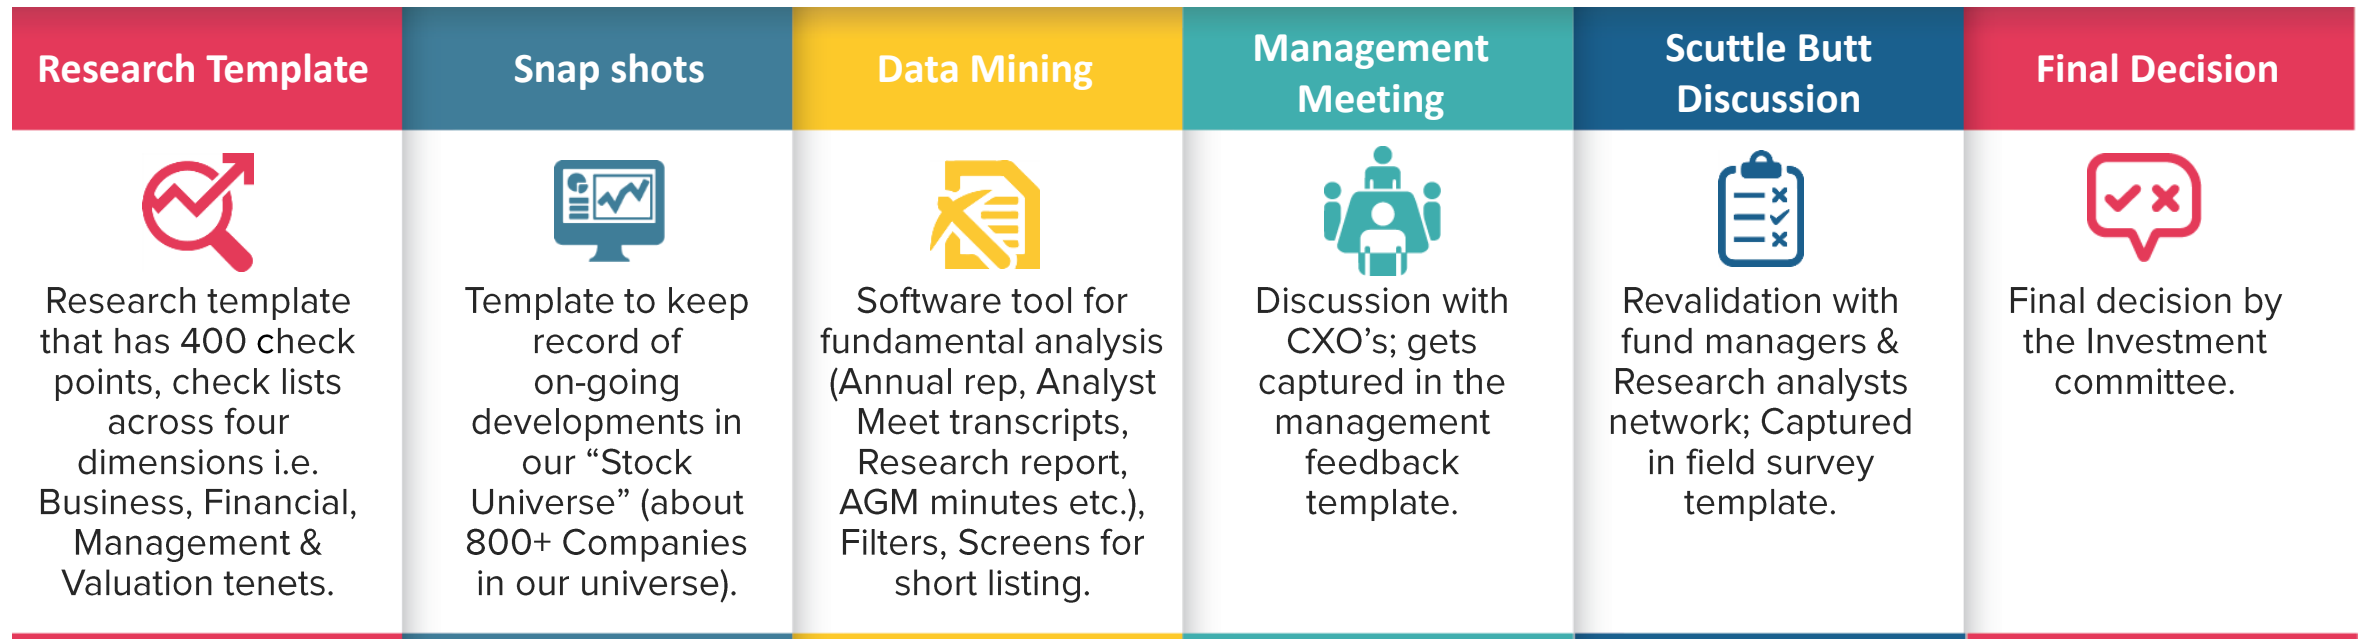 Research Template
Research template
that has 400 check
points, check lists
across four
dimensions i.e.
Business, Financial,
Management &
Valuation tenets.
Snap shots
Template to keep
record of
on-going
developments in
our “Stock
Universe” (about
800+ Companies
in our universe).
Data Mining
Software tool for
fundamental analysis
(Annual rep, Analyst
Meet transcripts,
Research report,
AGM minutes etc.),
Filters, Screens for
short listing.
Management
Meeting
Discussion with
CXO’s; gets
captured in the
management
feedback
template.
Scuttle Butt
Discussion
Revalidation with
fund managers &
Research analysts
network; Captured
in field survey
template.
Final Decision
Final decision by
the Investment
committee.